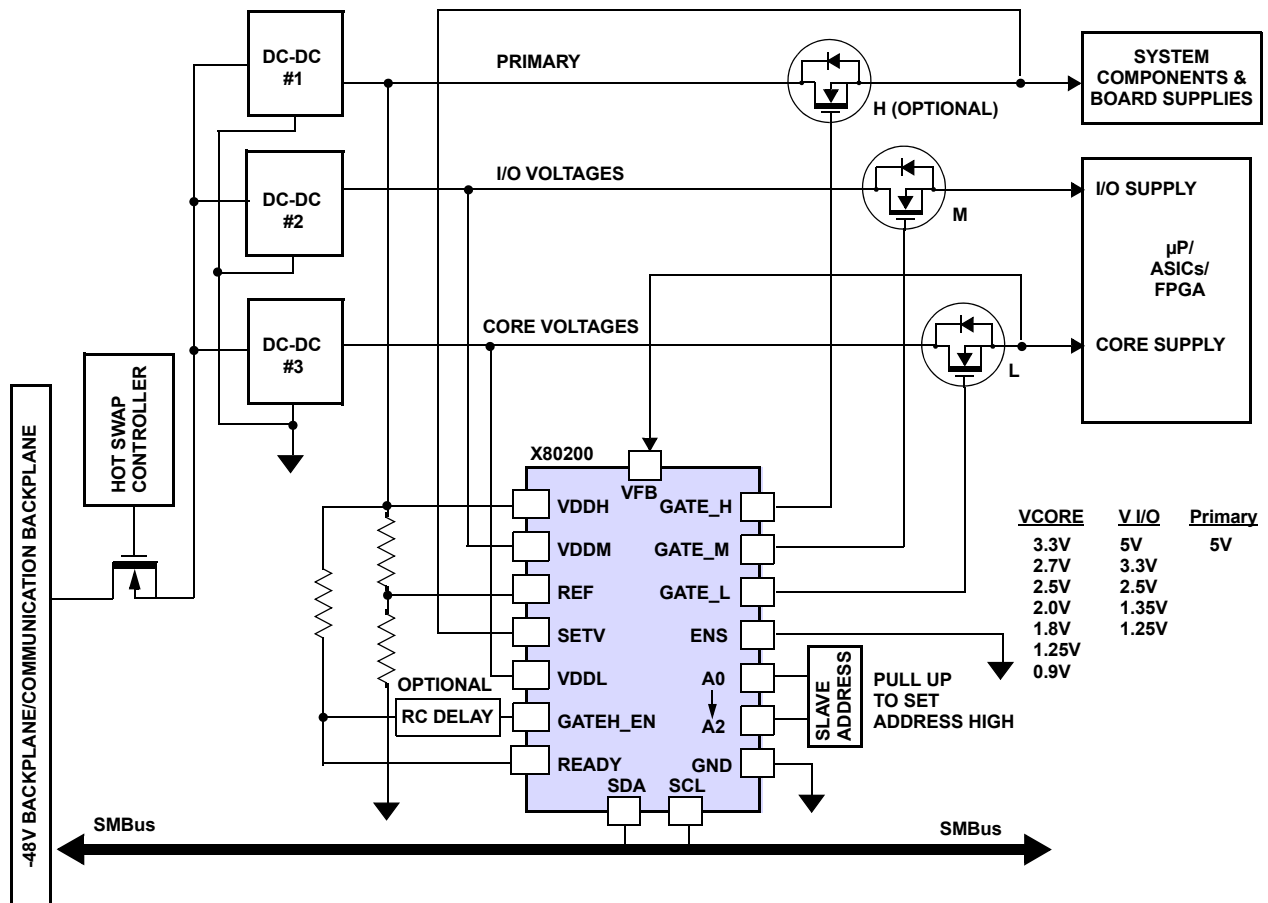 DC-DC
#1
PRIMARY
H (OPTIONAL)
SYSTEM
COMPONENTS &
BOARD SUPPLIES
DC-DC
#2
I/O VOLTAGES
M
I/O SUPPLY
µP/
ASICs/
FPGA
DC-DC
#3
CORE VOLTAGES
L
CORE SUPPLY
HOT SWAP
CONTROLLER
-48V BACKPLANE/COMMUNICATION BACKPLANE
X80200
VFB
VDDH
VDDM
REF
SETV
VDDL
GATEH_EN
READY
GATE_H
GATE_M
GATE_L
ENS
A0
A2
GND
SDA
SCL
OPTIONAL
RC DELAY
SLAVE
ADDRESS
PULL UP
TO SET
ADDRESS HIGH
VCORE V I/O Primary
3.3V 5V 5V
2.7V 3.3V
2.5V 2.5V
2.0V 1.35V
1.8V 1.25V
1.25V
0.9V
SMBus
SMBus